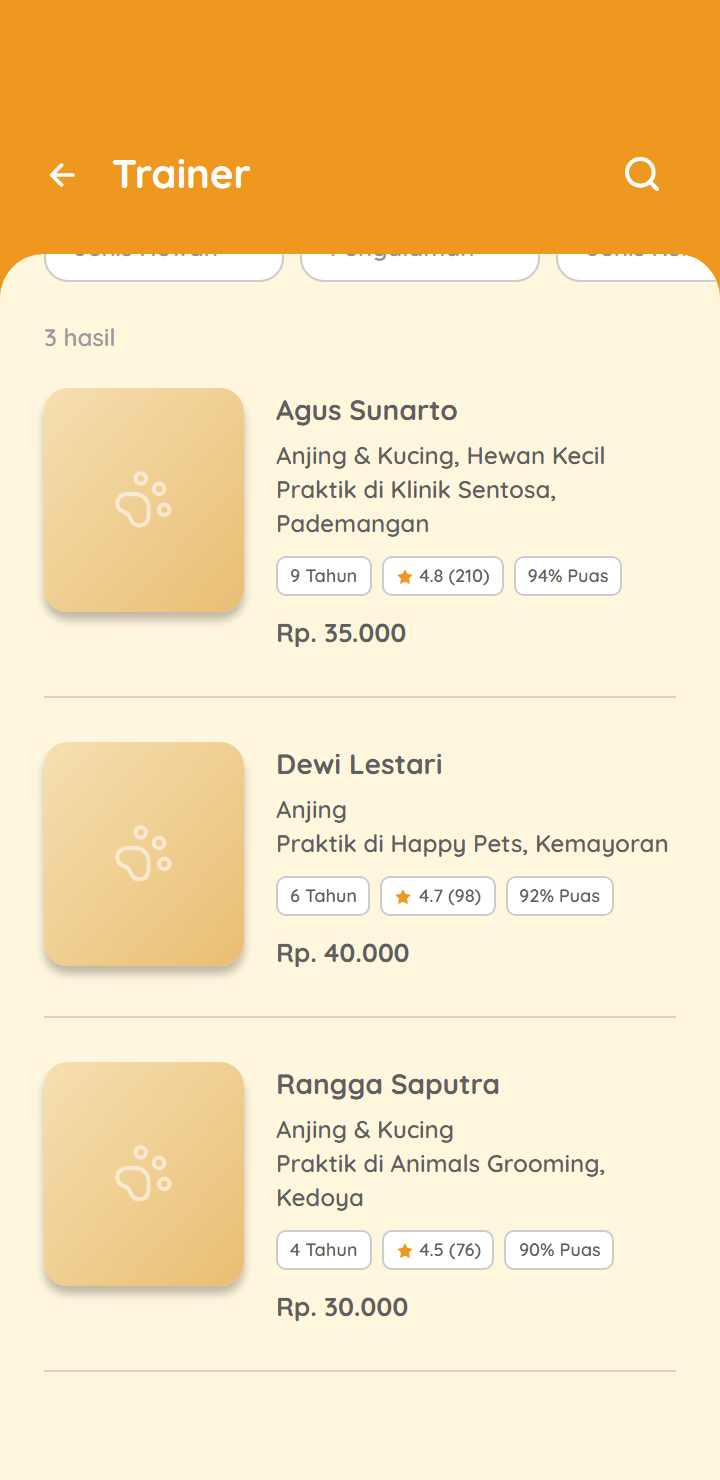 Trainer
3 hasil
Agus Sunarto
Anjing & Kucing, Hewan Kecil
Praktik di Klinik Sentosa,
Pademangan
9 Tahun
4.8 (210)
94% Puas
Rp. 35.000
Dewi Lestari
Anjing
Praktik di Happy Pets, Kemayoran
6 Tahun
4.7 (98)
92% Puas
Rp. 40.000
Rangga Saputra
Anjing & Kucing
Praktik di Animals Grooming,
Kedoya
4 Tahun
4.5 (76)
90% Puas
Rp. 30.000